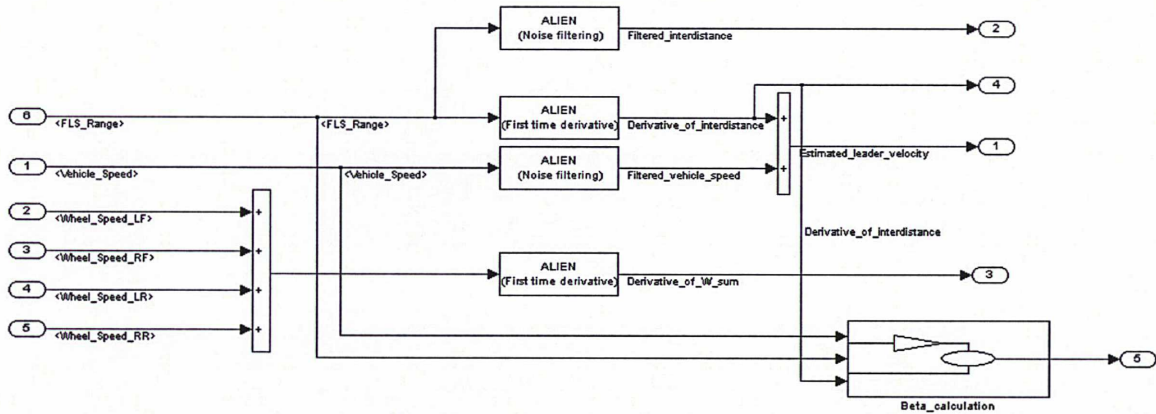 ALIEN
(Noise filtering)
Filtered_interdistance
2
4
6
<FLS_Range>
<FLS_Range>
ALIEN
(First time derivative)
Derivative_of_interdistance
+
+
Estimated_leader_velocity
1
1
<Vehicle_Speed>
<Vehicle_Speed>
ALIEN
(Noise filtering)
Filtered_vehicle_speed
2
<Wheel_Speed_LF>
+
3
<Wheel_Speed_RF>
+
4
<Wheel_Speed_LR>
+
5
<Wheel_Speed_RR>
+
Derivative_of_interdistance
ALIEN
(First time derivative)
Derivative_of_W_sum
3
5
Beta_calculation